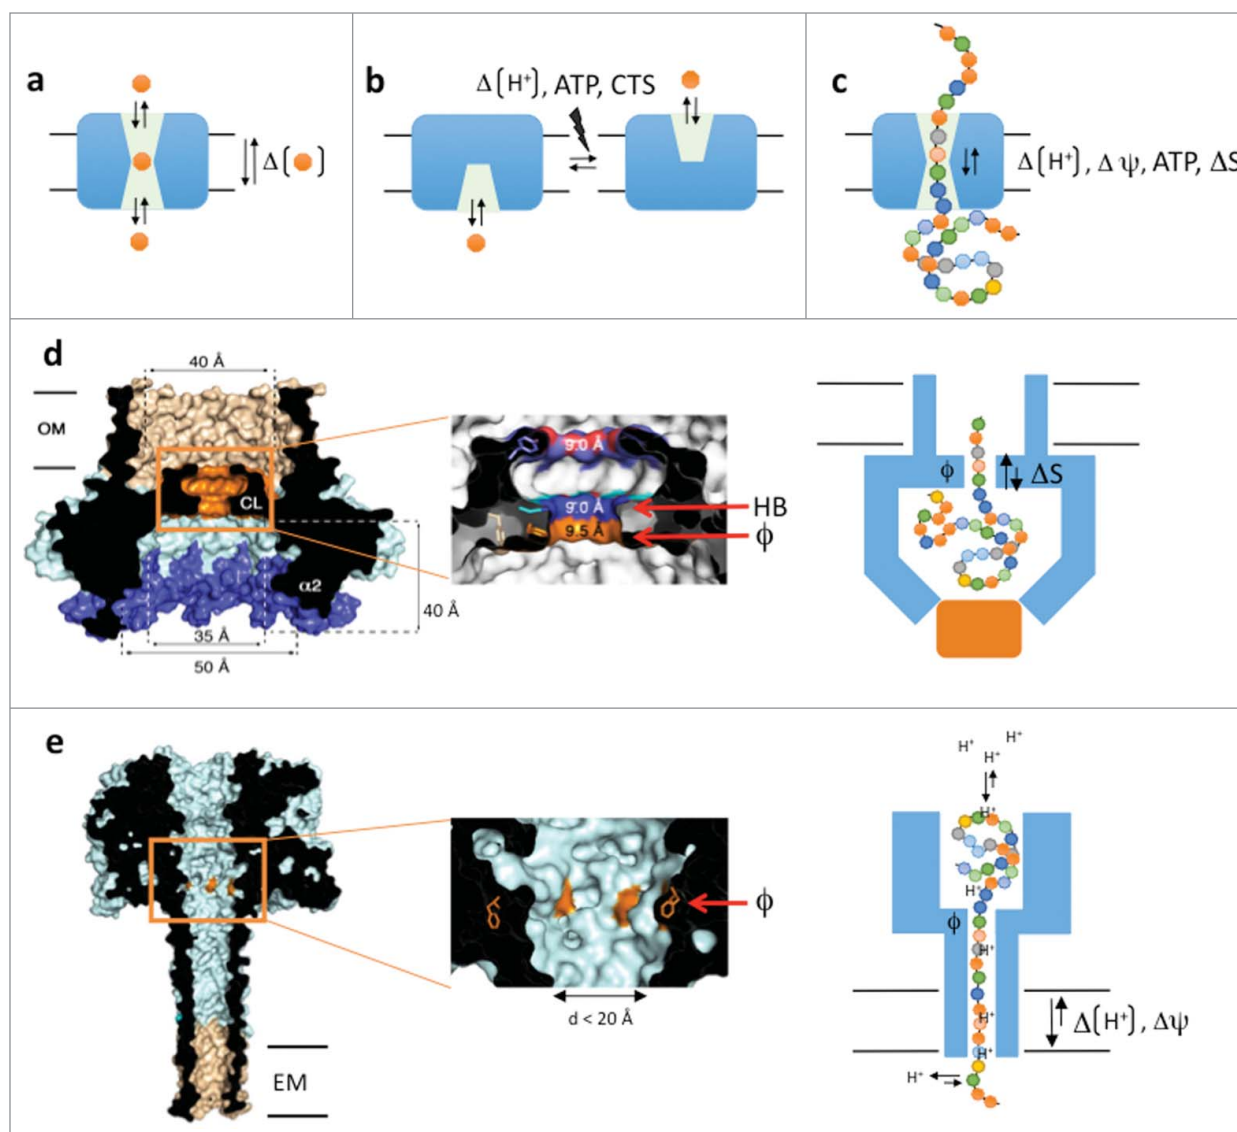 a
Δ[ ]
b
Δ[H⁺], ATP, CTS
c
Δ[H⁺], Δψ, ATP, ΔS
d
40 Å
OM
CL
α2
40 Å
35 Å
50 Å
9.0 Å
9.0 Å
9.5 Å
HB
ϕ
ϕ
ΔS
e
EM
ϕ
d < 20 Å
H⁺
H⁺
H⁺
H⁺
H⁺
ϕ
H⁺
H⁺
H⁺
Δ[H⁺], Δψ
H⁺